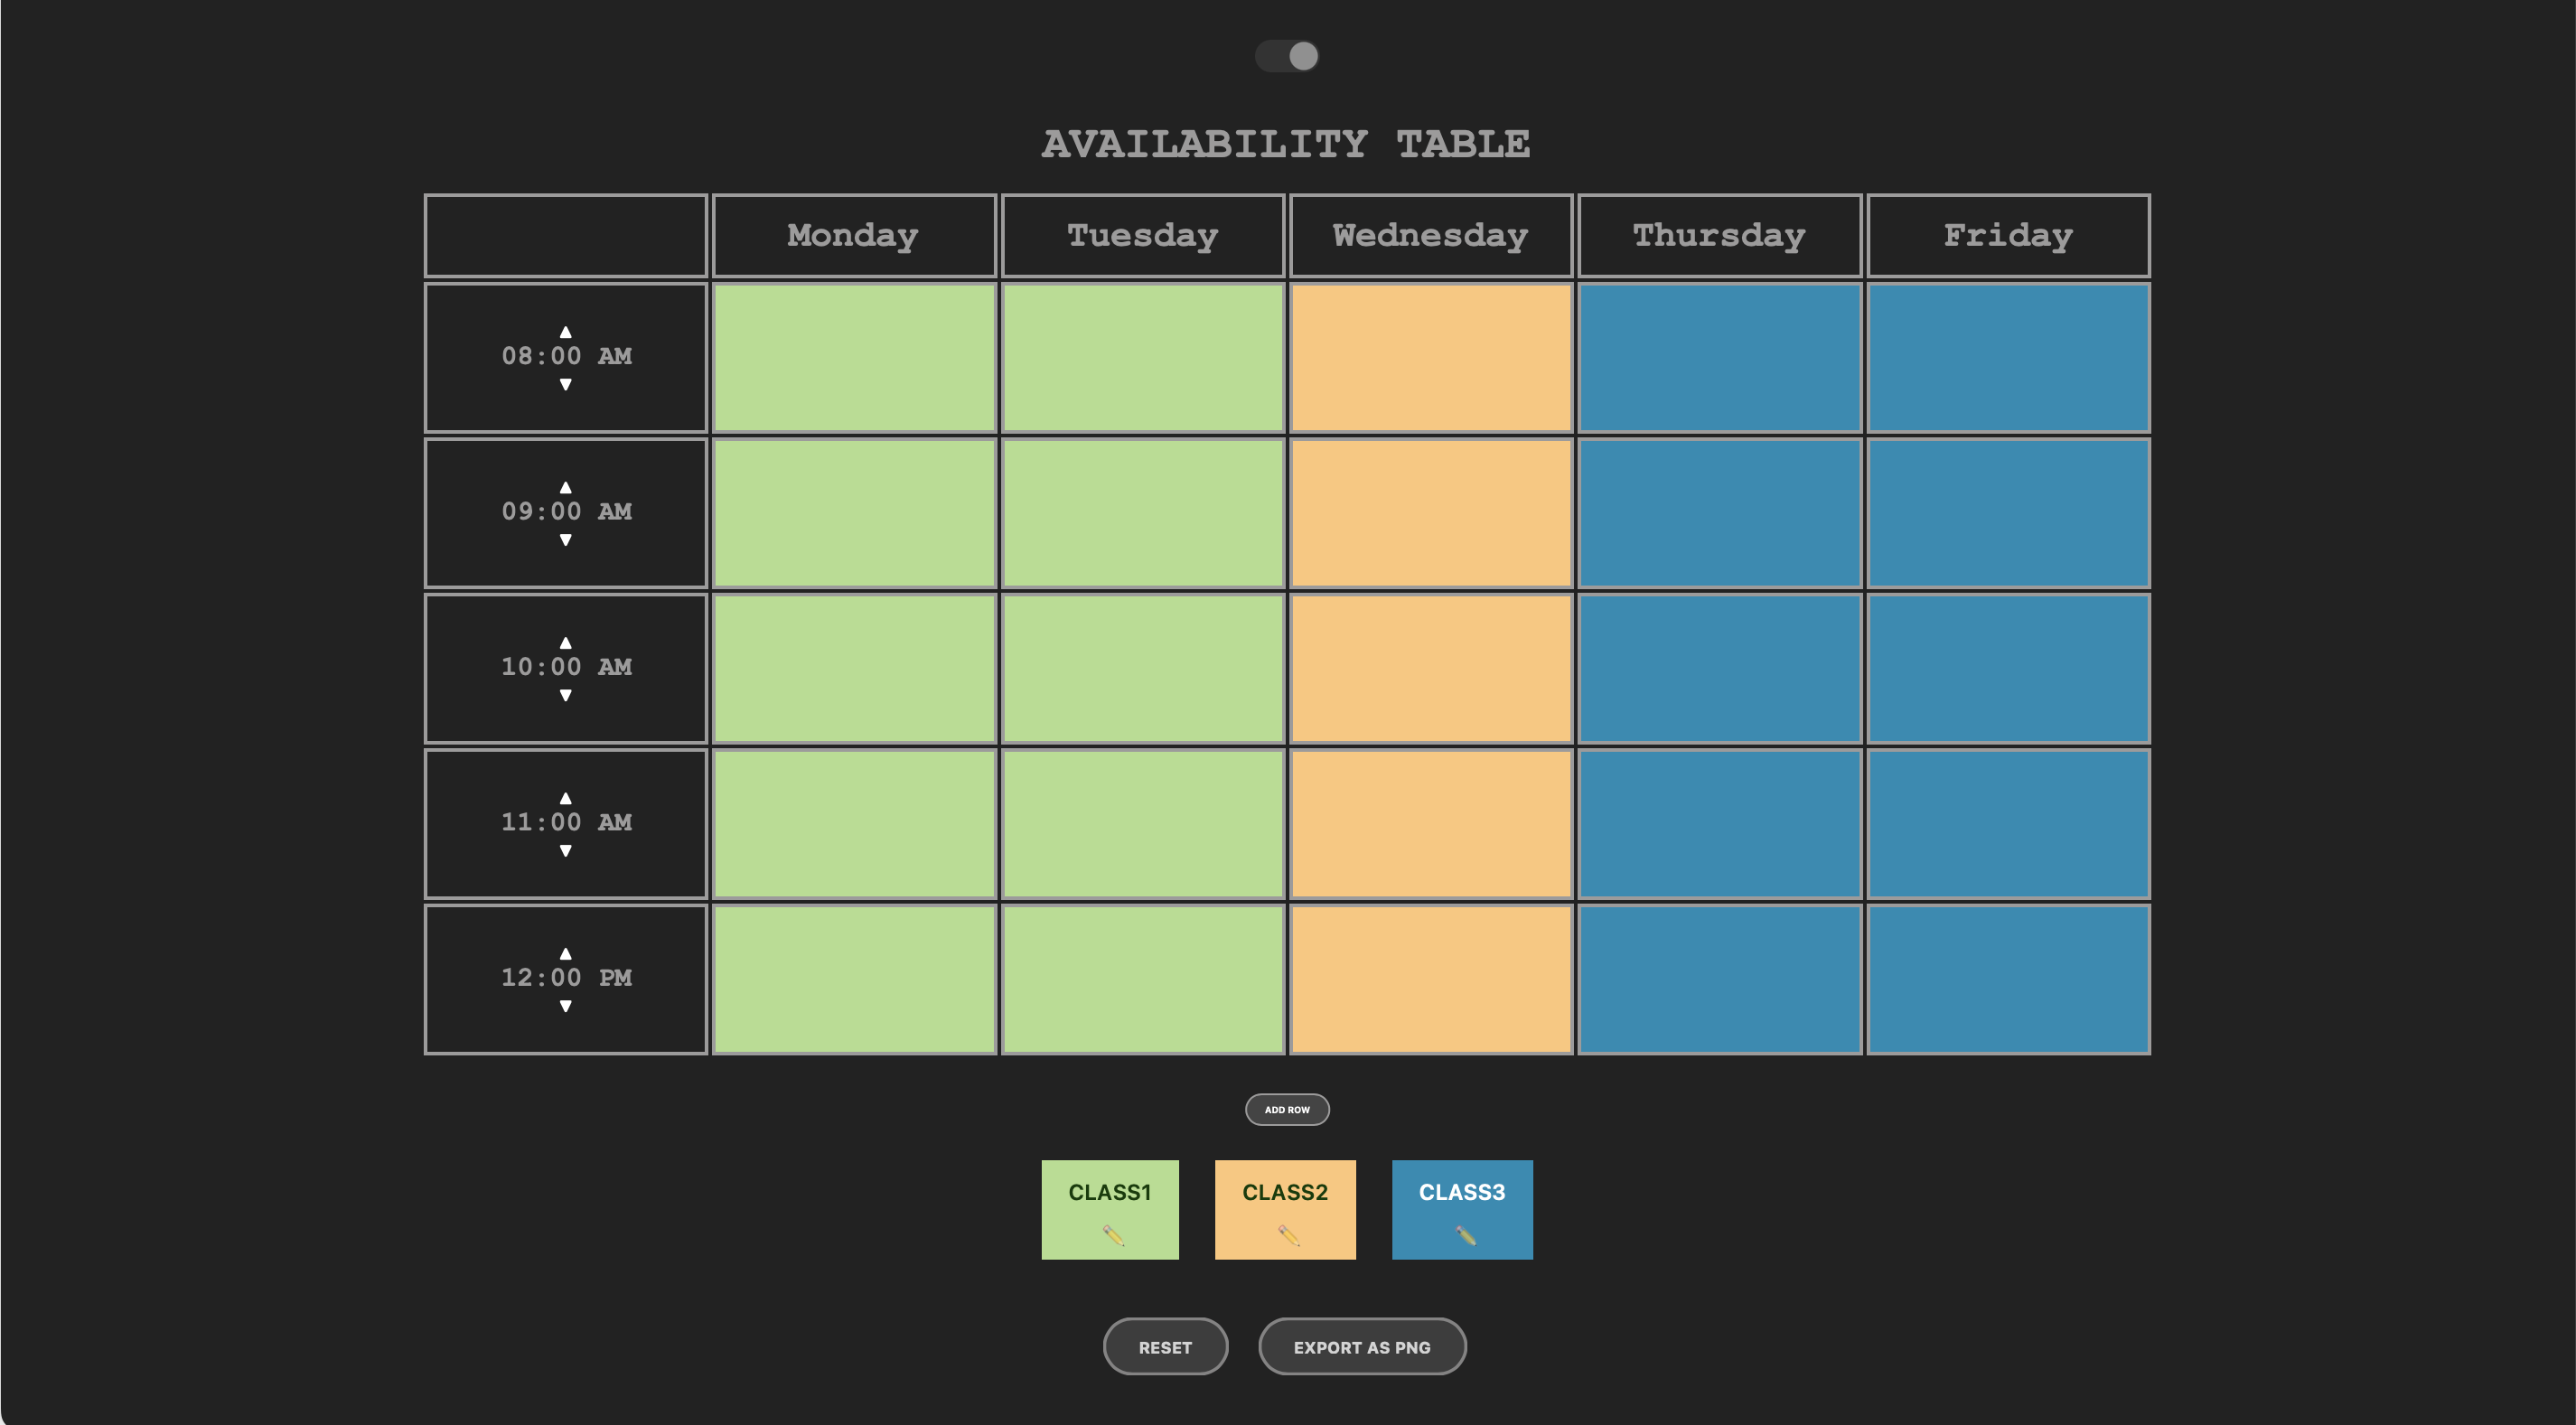 AVAILABILITY TABLE
Monday Tuesday Wednesday Thursday Friday
08:00 AM
09:00 AM
10:00 AM
11:00 AM
12:00 PM
ADD ROW
CLASS1 CLASS2 CLASS3
RESET EXPORT AS PNG